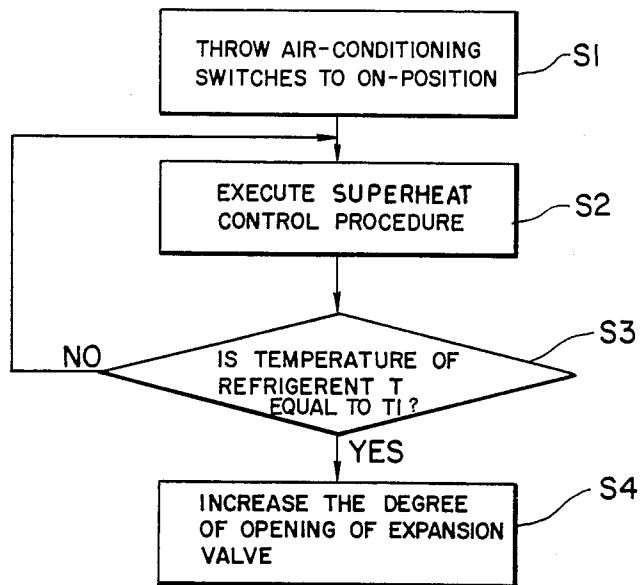 THROW AIR-CONDITIONING
SWITCHES TO ON-POSITION
S1
EXECUTE SUPERHEAT
CONTROL PROCEDURE
S2
S3
NO
IS TEMPERATURE OF
REFRIGERENT T
EQUAL TO T1?
YES
S4
INCREASE THE DEGREE
OF OPENING OF EXPANSION
VALVE